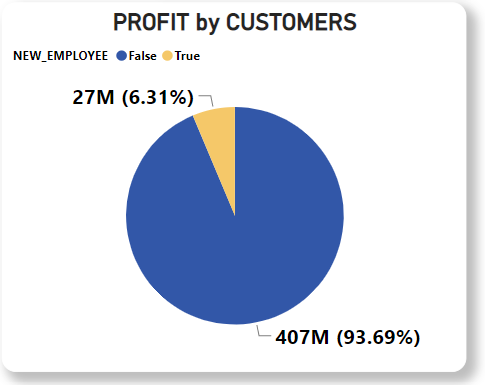 PROFIT by CUSTOMERS
NEW_EMPLOYEE False True
27M (6.31%)
407M (93.69%)